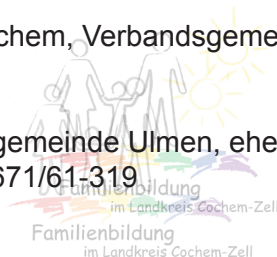 chem, Verbandsgeme
gemeinde Ulmen, ehe
671/61-319
Familienbildung
im Landkreis Cochem-Zell
Familienbildung
im Landkreis Cochem-Zell